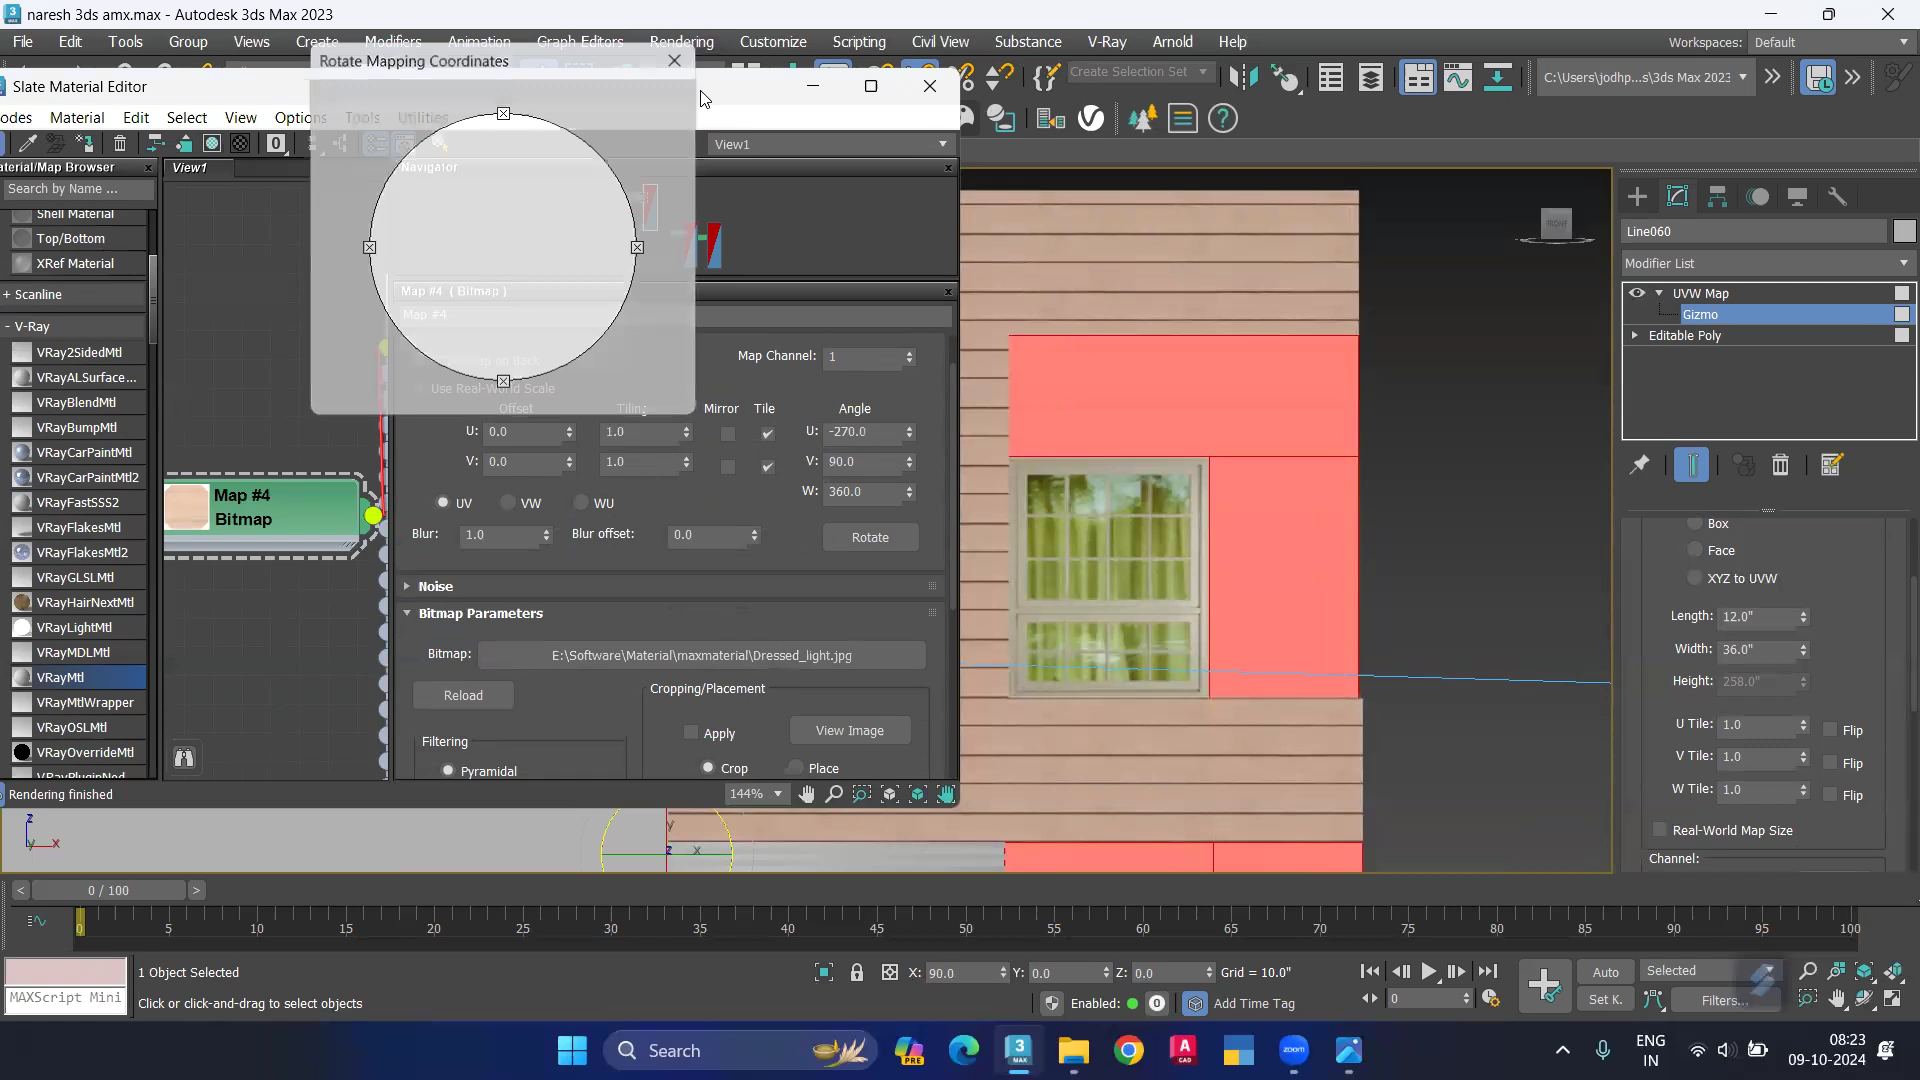 naresh 3ds amx.max - Autodesk 3ds Max 2023
File Edit Tools Group Views Create Modifiers Animation Graph Editors Rendering Customize Scripting Civil View Substance V-Ray Arnold Help
Workspaces: Default
Rotate Mapping Coordinates
Create Selection Set
C:\Users\jodhp...s\3ds Max 2023
Slate Material Editor
odes Material Edit Select View Options Tools Utilities
0
View1
aterial/Map Browser
View1
Navigator
Search by Name ...
Shell Material
Top/Bottom
XRef Material
+ Scanline
- V-Ray
VRay2SidedMtl
VRayALSurface...
VRayBlendMtl
VRayBumpMtl
VRayCarPaintMtl
VRayCarPaintMtl2
VRayFastSSS2
VRayFlakesMtl
VRayFlakesMtl2
VRayGLSLMtl
VRayHairNextMtl
VRayLightMtl
VRayMDLMtl
VRayMtl
VRayMtlWrapper
VRayOSLMtl
VRayOverrideMtl
VRayPluginNod
Map #4
Bitmap
Map #4 ( Bitmap )
Map #4
Map Channel: 1
Use Real-World Scale
Offset Tiling Mirror Tile Angle
U: 0.0 1.0 U: -270.0
V: 0.0 1.0 V: 90.0
W: 360.0
UV VW WU
Blur: 1.0 Blur offset: 0.0 Rotate
Noise
Bitmap Parameters
Bitmap: E:\Software\Material\maxmaterial\Dressed_light.jpg
Reload
Cropping/Placement
Apply View Image
Filtering
Pyramidal
Crop Place
Rendering finished
144%
FRONT
Line060
Modifier List
UVW Map
Gizmo
Editable Poly
Box
Face
XYZ to UVW
Length: 12.0"
Width: 36.0"
Height: 258.0"
U Tile: 1.0 Flip
V Tile: 1.0 Flip
W Tile: 1.0 Flip
Real-World Map Size
Channel:
z
y x
y
z x
< 0 / 100 >
0 5 10 15 20 25 30 35 40 45 50 55 60 65 70 75 80 85 90 95 100
1 Object Selected
MAXScript Mini
Click or click-and-drag to select objects
X: 90.0 Y: 0.0 Z: 0.0 Grid = 10.0"
Enabled: 0 Add Time Tag
0
Auto Selected
Set K. Filters...
Search
ENG
IN
08:23
09-10-2024